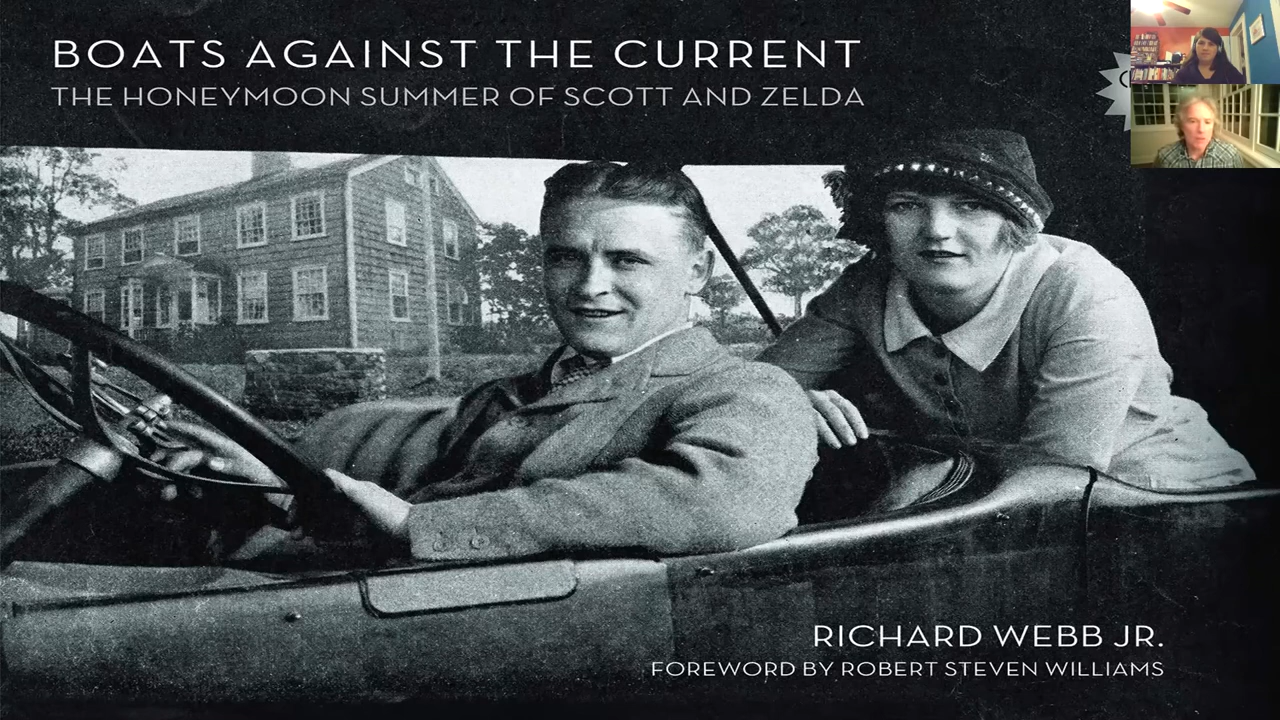 BOATS AGAINST THE CURRENT
THE HONEYMOON SUMMER OF SCOTT AND ZELDA
RICHARD WEBB JR.
FOREWORD BY ROBERT STEVEN WILLIAMS